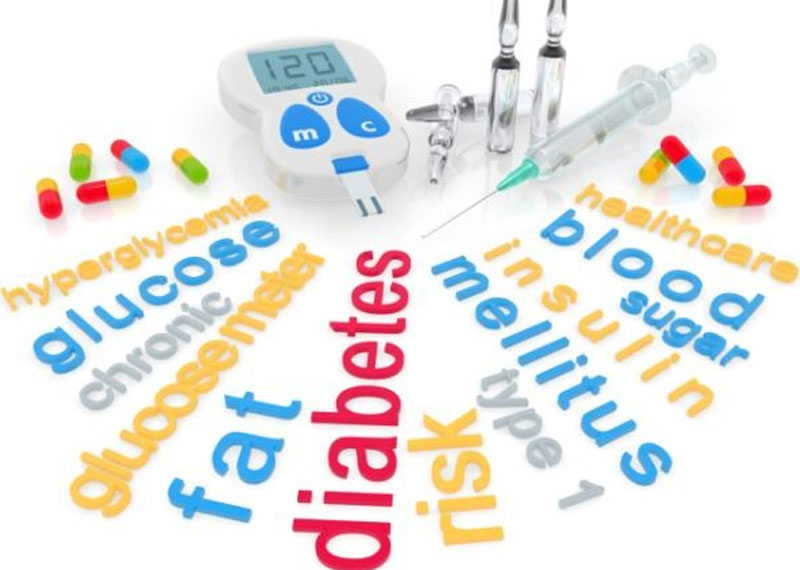 120
m
c
hyperglycemia
glucose
chronic
glucosemeter
fat
diabetes
risk
type 1
mellitus
insulin
sugar
blood
healthcare